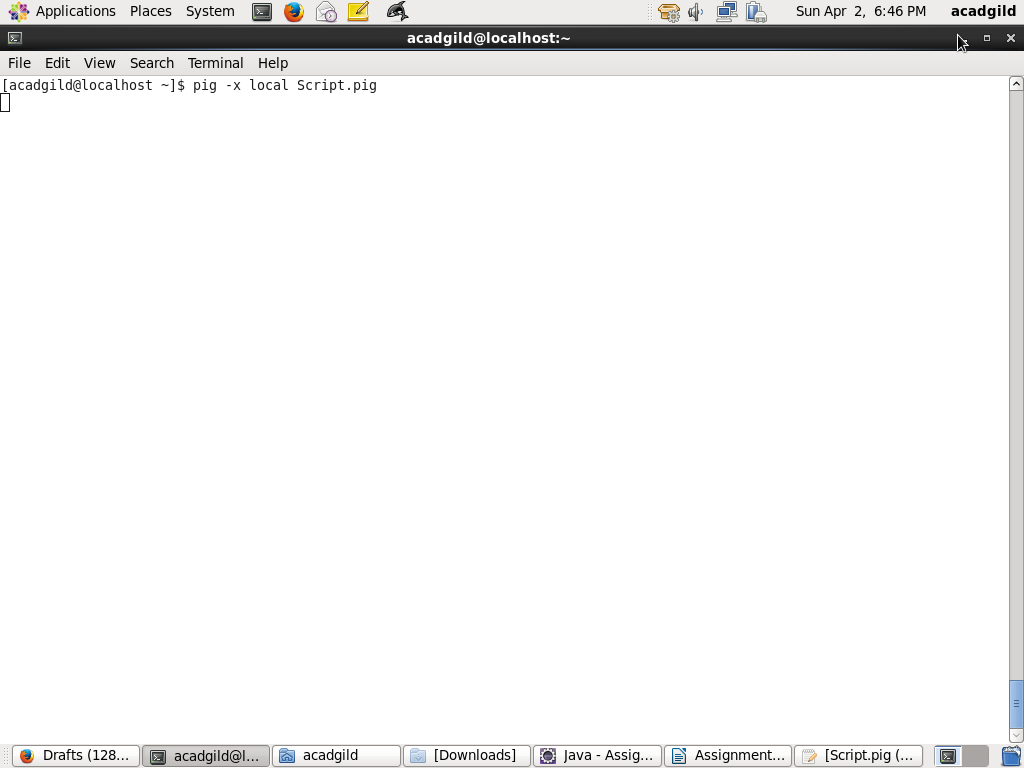 Applications Places System Sun Apr 2, 6:46 PM acadgild
acadgild@localhost:~
File Edit View Search Terminal Help
[acadgild@localhost ~]$ pig -x local Script.pig
Drafts (128... acadgild@l... acadgild [Downloads] Java - Assig... Assignment... [Script.pig (...